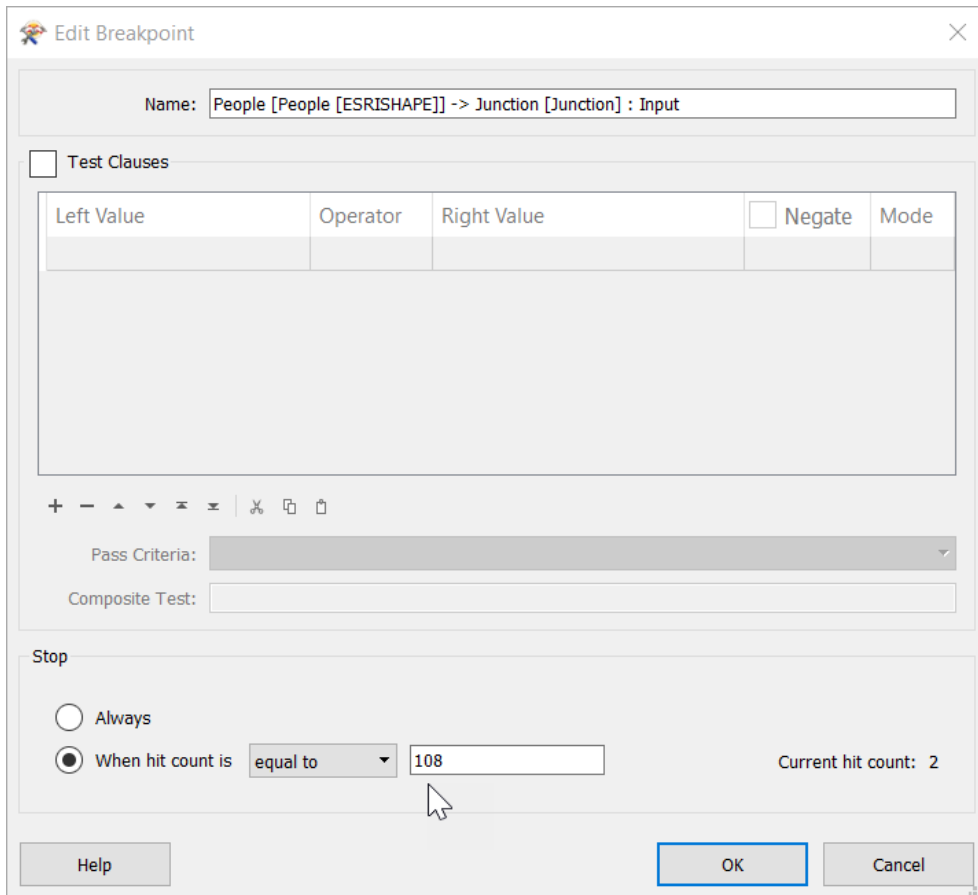 Edit Breakpoint
Name: People [People [ESRISHAPE]] -> Junction [Junction] : Input
Test Clauses
Left Value Operator Right Value Negate Mode
Pass Criteria:
Composite Test:
Stop
Always
When hit count is equal to 108 Current hit count: 2
Help OK Cancel